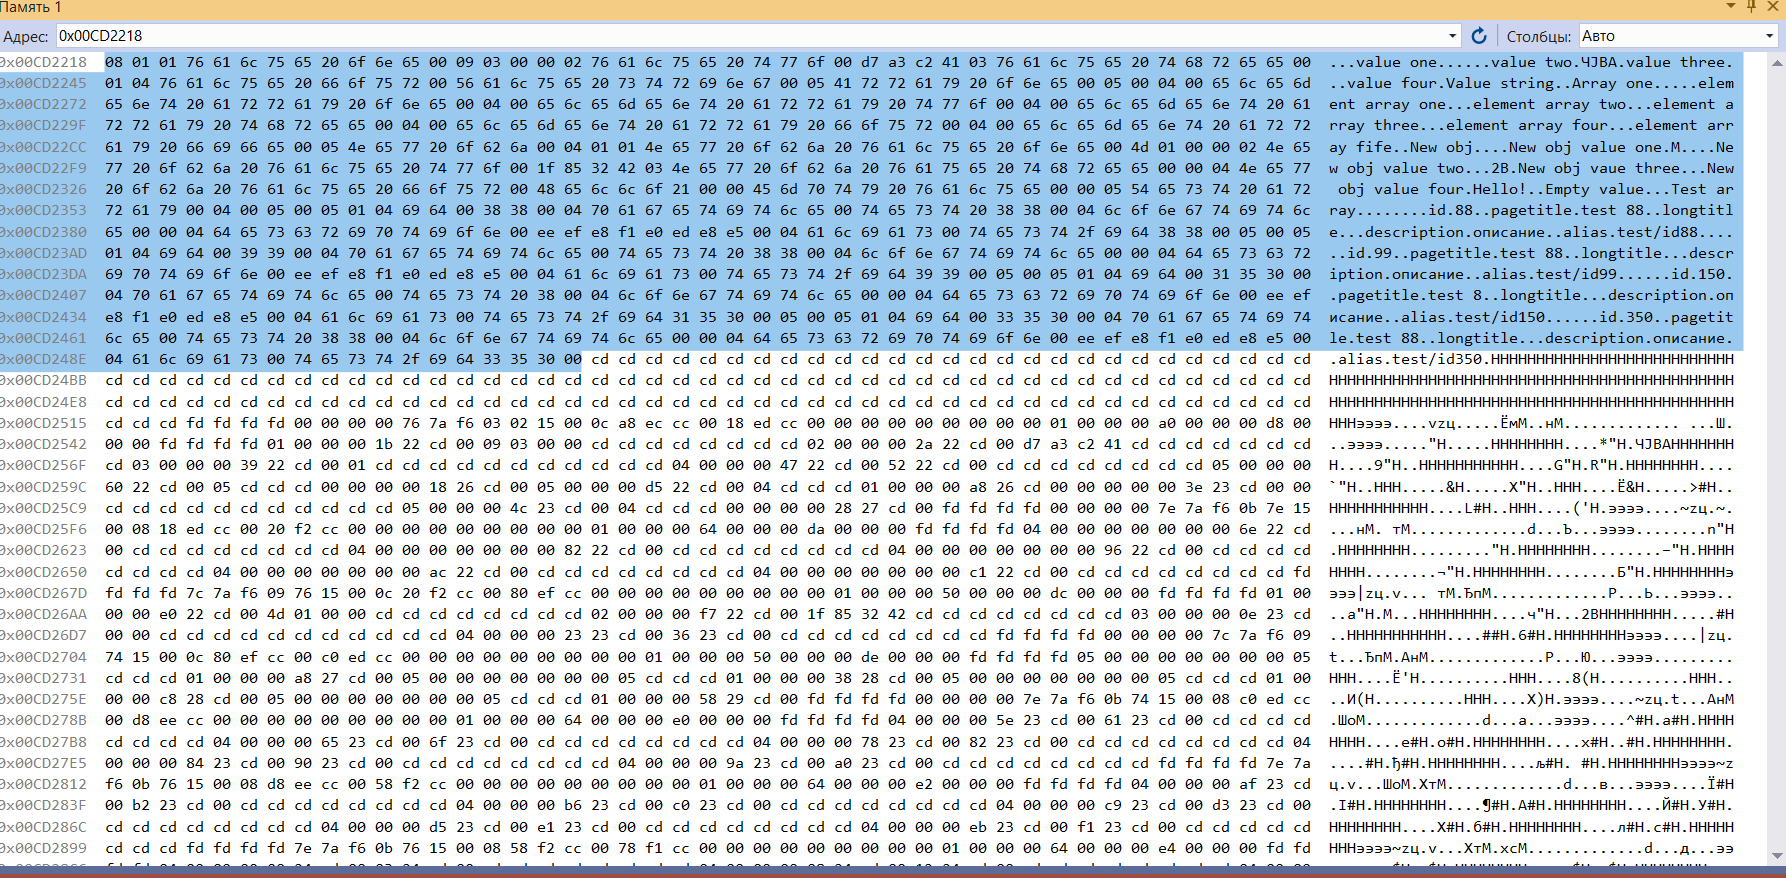 Память 1
Адрес: 0x00CD2218 Столбцы: Авто
0x00CD2218 08 01 01 76 61 6c 75 65 20 6f 6e 65 00 09 03 00 00 02 76 61 6c 75 65 20 74 77 6f 00 d7 a3 c2 41 03 76 61 6c 75 65 20 74 68 72 65 65 00 ...value one......value two.ЧЈВА.value three.
0x00CD2245 01 04 76 61 6c 75 65 20 66 6f 75 72 00 56 61 6c 75 65 20 73 74 72 69 6e 67 00 05 41 72 72 61 79 20 6f 6e 65 00 05 00 04 00 65 6c 65 6d ..value four.Value string..Array one.....elem
0x00CD2272 65 6e 74 20 61 72 72 61 79 20 6f 6e 65 00 04 00 65 6c 65 6d 65 6e 74 20 61 72 72 61 79 20 74 77 6f 00 04 00 65 6c 65 6d 65 6e 74 20 61 ent array one...element array two...element a
0x00CD229F 72 72 61 79 20 74 68 72 65 65 00 04 00 65 6c 65 6d 65 6e 74 20 61 72 72 61 79 20 66 6f 75 72 00 04 00 65 6c 65 6d 65 6e 74 20 61 72 72 rray three...element array four...element arr
0x00CD22CC 61 79 20 66 69 66 65 00 05 4e 65 77 20 6f 62 6a 00 04 01 01 4e 65 77 20 6f 62 6a 20 76 61 6c 75 65 20 6f 6e 65 00 4d 01 00 00 02 4e 65 ay fife..New obj....New obj value one.M....Ne
0x00CD22F9 77 20 6f 62 6a 20 76 61 6c 75 65 20 74 77 6f 00 1f 85 32 42 03 4e 65 77 20 6f 62 6a 20 76 61 75 65 20 74 68 72 65 65 00 00 04 4e 65 77 w obj value two...2B.New obj vaue three...New
0x00CD2326 20 6f 62 6a 20 76 61 6c 75 65 20 66 6f 75 72 00 48 65 6c 6c 6f 21 00 00 45 6d 70 74 79 20 76 61 6c 75 65 00 00 05 54 65 73 74 20 61 72 obj value four.Hello!..Empty value...Test ar
0x00CD2353 72 61 79 00 04 00 05 00 05 01 04 69 64 00 38 38 00 04 70 61 67 65 74 69 74 6c 65 00 74 65 73 74 20 38 38 00 04 6c 6f 6e 67 74 69 74 6c ray........id.88..pagetitle.test 88..longtitl
0x00CD2380 65 00 00 04 64 65 73 63 72 69 70 74 69 6f 6e 00 ee ef e8 f1 e0 ed e8 e5 00 04 61 6c 69 61 73 00 74 65 73 74 2f 69 64 38 38 00 05 00 05 e...description.описание..alias.test/id88....
0x00CD23AD 01 04 69 64 00 39 39 00 04 70 61 67 65 74 69 74 6c 65 00 74 65 73 74 20 38 38 00 04 6c 6f 6e 67 74 69 74 6c 65 00 00 04 64 65 73 63 72 ..id.99..pagetitle.test 88..longtitle...descr
0x00CD23DA 69 70 74 69 6f 6e 00 ee ef e8 f1 e0 ed e8 e5 00 04 61 6c 69 61 73 00 74 65 73 74 2f 69 64 39 39 00 05 00 05 01 04 69 64 00 31 35 30 00 iption.описание..alias.test/id99......id.150.
0x00CD2407 04 70 61 67 65 74 69 74 6c 65 00 74 65 73 74 20 38 00 04 6c 6f 6e 67 74 69 74 6c 65 00 00 04 64 65 73 63 72 69 70 74 69 6f 6e 00 ee ef .pagetitle.test 8..longtitle...description.оп
0x00CD2434 e8 f1 e0 ed e8 e5 00 04 61 6c 69 61 73 00 74 65 73 74 2f 69 64 31 35 30 00 05 00 05 01 04 69 64 00 33 35 30 00 04 70 61 67 65 74 69 74 исание..alias.test/id150......id.350..pagetit
0x00CD2461 6c 65 00 74 65 73 74 20 38 38 00 04 6c 6f 6e 67 74 69 74 6c 65 00 00 04 64 65 73 63 72 69 70 74 69 6f 6e 00 ee ef e8 f1 e0 ed e8 e5 00 le.test 88..longtitle...description.описание.
0x00CD248E 04 61 6c 69 61 73 00 74 65 73 74 2f 69 64 33 35 30 00 cd cd cd cd cd cd cd cd cd cd cd cd cd cd cd cd cd cd cd cd cd cd cd cd cd cd cd .alias.test/id350.ННННННННННННННННННННННННННН
0x00CD24BB cd cd cd cd cd cd cd cd cd cd cd cd cd cd cd cd cd cd cd cd cd cd cd cd cd cd cd cd cd cd cd cd cd cd cd cd cd cd cd cd cd cd cd cd cd ННННННННННННННННННННННННННННННННННННННННННННН
0x00CD24E8 cd cd cd cd cd cd cd cd cd cd cd cd cd cd cd cd cd cd cd cd cd cd cd cd cd cd cd cd cd cd cd cd cd cd cd cd cd cd cd cd cd cd cd cd cd ННННННННННННННННННННННННННННННННННННННННННННН
0x00CD2515 cd cd cd fd fd fd fd 00 00 00 00 76 7a f6 03 02 15 00 0c a8 ec cc 00 18 ed cc 00 00 00 00 00 00 00 00 00 01 00 00 00 a0 00 00 00 d8 00
0x00CD2542 00 00 fd fd fd fd 01 00 00 00 1b 22 cd 00 09 03 00 00 cd cd cd cd cd cd cd cd 02 00 00 00 2a 22 cd 00 d7 a3 c2 41 cd cd cd cd cd cd cd
0x00CD256F cd 03 00 00 00 39 22 cd 00 01 cd cd cd cd cd cd cd cd cd cd cd 04 00 00 00 47 22 cd 00 52 22 cd 00 cd cd cd cd cd cd cd cd 05 00 00 00
0x00CD259C 60 22 cd 00 05 cd cd cd 00 00 00 00 18 26 cd 00 05 00 00 00 d5 22 cd 00 04 cd cd cd 01 00 00 00 a8 26 cd 00 00 00 00 00 3e 23 cd 00 00
0x00CD25C9 cd cd cd cd cd cd cd cd cd cd cd 05 00 00 00 4c 23 cd 00 04 cd cd cd 00 00 00 00 28 27 cd 00 fd fd fd fd 00 00 00 00 7e 7a f6 0b 7e 15
0x00CD25F6 00 08 18 ed cc 00 20 f2 cc 00 00 00 00 00 00 00 00 00 01 00 00 00 64 00 00 00 da 00 00 00 fd fd fd fd 04 00 00 00 00 00 00 00 6e 22 cd
0x00CD2623 00 cd cd cd cd cd cd cd cd 04 00 00 00 00 00 00 00 82 22 cd 00 cd cd cd cd cd cd cd cd 04 00 00 00 00 00 00 00 96 22 cd 00 cd cd cd cd
0x00CD2650 cd cd cd cd 04 00 00 00 00 00 00 00 ac 22 cd 00 cd cd cd cd cd cd cd cd 04 00 00 00 00 00 00 00 c1 22 cd 00 cd cd cd cd cd cd cd cd fd
0x00CD267D fd fd fd 7c 7a f6 09 76 15 00 0c 20 f2 cc 00 80 ef cc 00 00 00 00 00 00 00 00 00 01 00 00 00 50 00 00 00 dc 00 00 00 fd fd fd fd 01 00
0x00CD26AA 00 00 e0 22 cd 00 4d 01 00 00 cd cd cd cd cd cd cd cd 02 00 00 00 f7 22 cd 00 1f 85 32 42 cd cd cd cd cd cd cd cd 03 00 00 00 0e 23 cd
0x00CD26D7 00 00 cd cd cd cd cd cd cd cd cd cd cd 04 00 00 00 23 23 cd 00 36 23 cd 00 cd cd cd cd cd cd cd cd fd fd fd fd 00 00 00 00 7c 7a f6 09
0x00CD2704 74 15 00 0c 80 ef cc 00 c0 ed cc 00 00 00 00 00 00 00 00 00 01 00 00 00 50 00 00 00 de 00 00 00 fd fd fd fd 05 00 00 00 00 00 00 00 05
0x00CD2731 cd cd cd 01 00 00 00 a8 27 cd 00 05 00 00 00 00 00 00 00 05 cd cd cd 01 00 00 00 38 28 cd 00 05 00 00 00 00 00 00 00 05 cd cd cd 01 00
0x00CD275E 00 00 c8 28 cd 00 05 00 00 00 00 00 00 00 05 cd cd cd 01 00 00 00 58 29 cd 00 fd fd fd fd 00 00 00 00 7e 7a f6 0b 74 15 00 08 c0 ed cc
0x00CD278B 00 d8 ee cc 00 00 00 00 00 00 00 00 00 01 00 00 00 64 00 00 00 e0 00 00 00 fd fd fd fd 04 00 00 00 5e 23 cd 00 61 23 cd 00 cd cd cd cd
0x00CD27B8 cd cd cd cd 04 00 00 00 65 23 cd 00 6f 23 cd 00 cd cd cd cd cd cd cd cd 04 00 00 00 78 23 cd 00 82 23 cd 00 cd cd cd cd cd cd cd cd 04
0x00CD27E5 00 00 00 84 23 cd 00 90 23 cd 00 cd cd cd cd cd cd cd cd 04 00 00 00 9a 23 cd 00 a0 23 cd 00 cd cd cd cd cd cd cd cd fd fd fd fd 7e 7a
0x00CD2812 f6 0b 76 15 00 08 d8 ee cc 00 58 f2 cc 00 00 00 00 00 00 00 00 00 01 00 00 00 64 00 00 00 e2 00 00 00 fd fd fd fd 04 00 00 00 af 23 cd
0x00CD283F 00 b2 23 cd 00 cd cd cd cd cd cd cd cd 04 00 00 00 b6 23 cd 00 c0 23 cd 00 cd cd cd cd cd cd cd cd 04 00 00 00 c9 23 cd 00 d3 23 cd 00
0x00CD286C cd cd cd cd cd cd cd cd 04 00 00 00 d5 23 cd 00 e1 23 cd 00 cd cd cd cd cd cd cd cd 04 00 00 00 eb 23 cd 00 f1 23 cd 00 cd cd cd cd cd
0x00CD2899 cd cd cd fd fd fd fd 7e 7a f6 0b 76 15 00 08 58 f2 cc 00 78 f1 cc 00 00 00 00 00 00 00 00 00 01 00 00 00 64 00 00 00 e4 00 00 00 fd fd